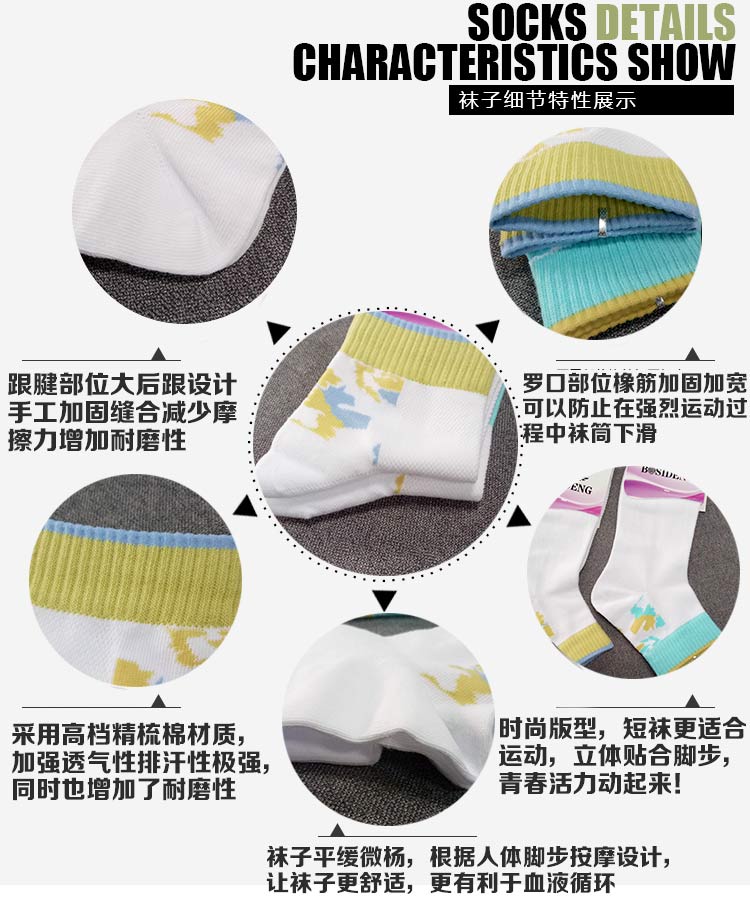 SOCKS DETAILS
CHARACTERISTICS SHOW
袜子细节特性展示
跟腱部位大后跟设计
手工加固缝合减少摩
擦力增加耐磨性
罗口部位橡筋加固加宽
可以防止在强烈运动过
程中袜筒下滑
ENG
BOSIDEN
采用高档精梳棉材质，
加强透气性排汗性极强，
同时也增加了耐磨性
时尚版型，短袜更适合
运动，立体贴合脚步，
青春活力动起来！
袜子平缓微杨，根据人体脚步按摩设计，
让袜子更舒适，更有利于血液循环